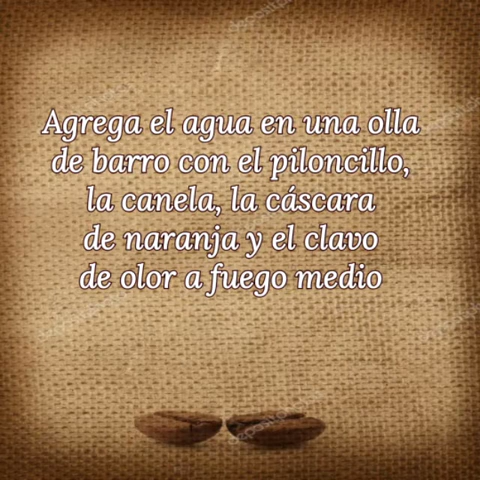 Agrega el agua en una olla
de barro con el piloncillo,
la canela, la cáscara
de naranja y el clavo
de olor a fuego medio